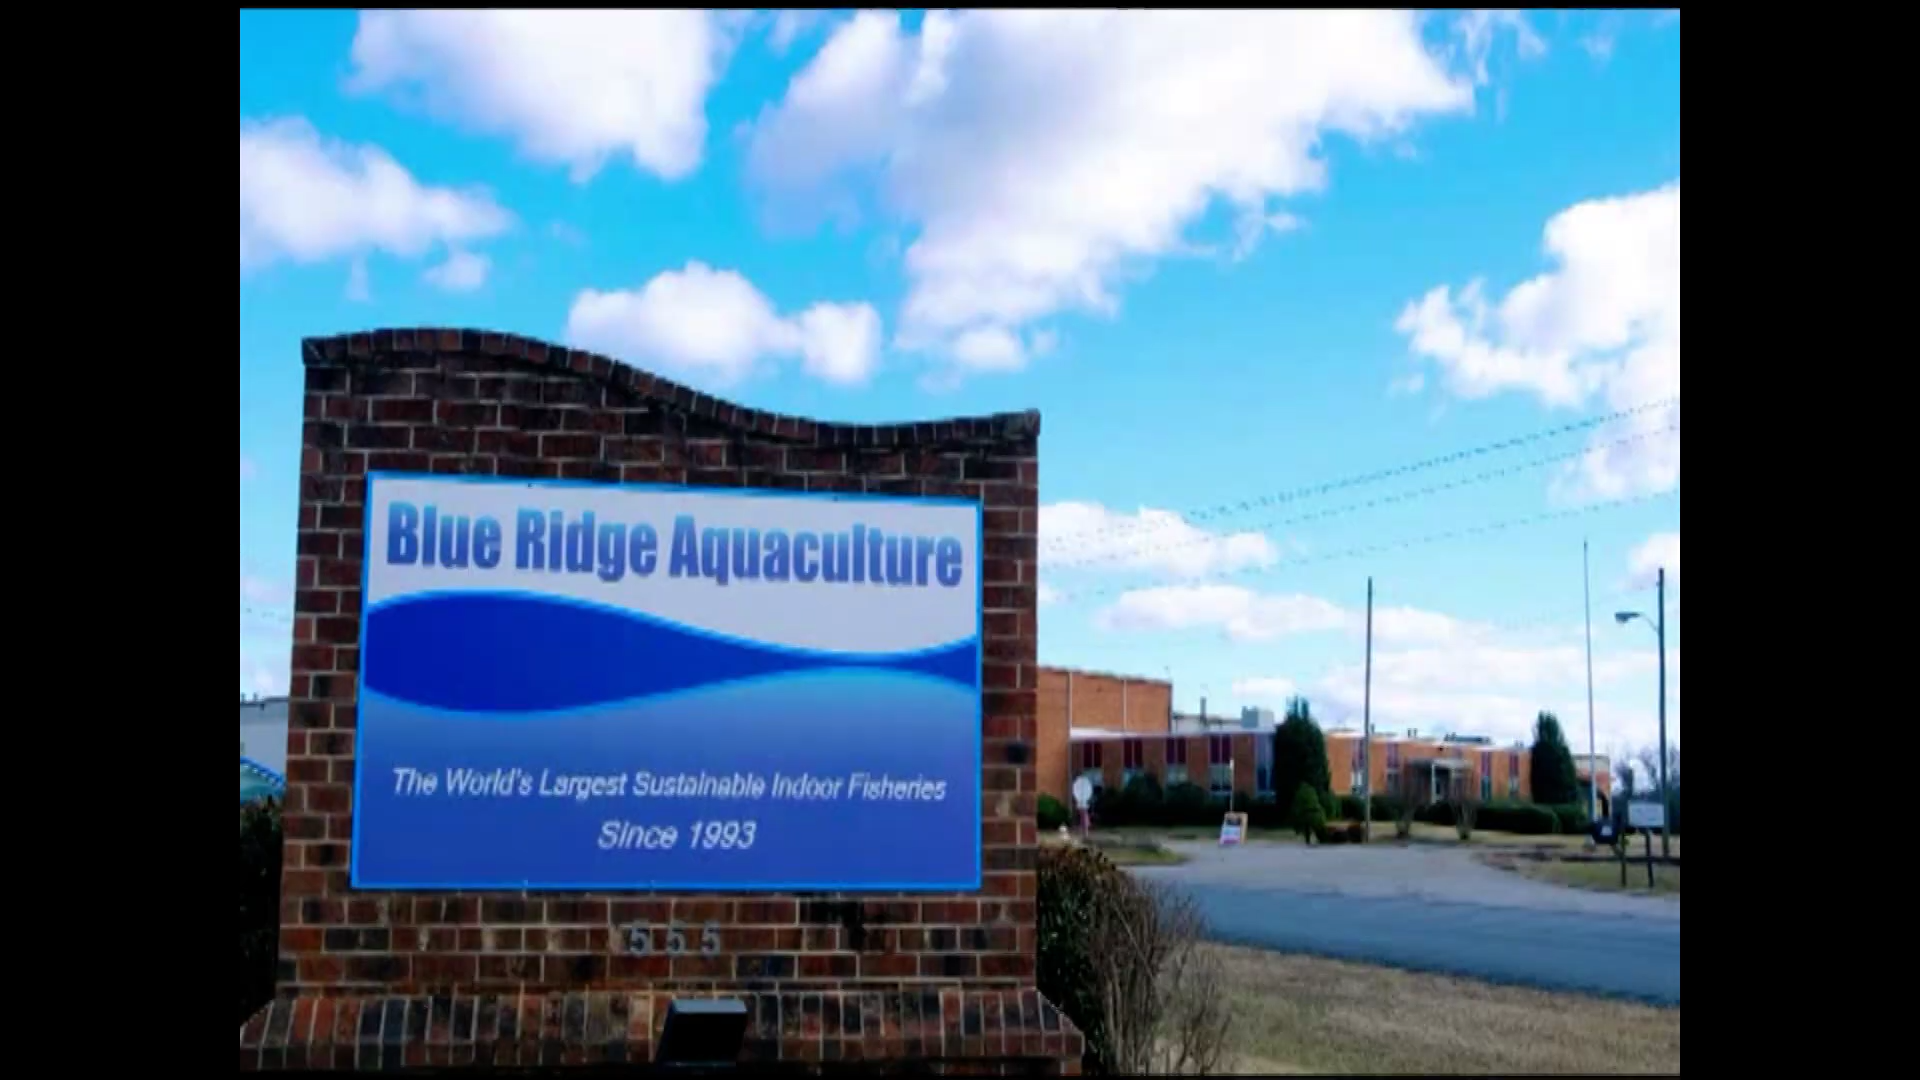 Blue Ridge Aquaculture
The World's Largest Sustainable Indoor Fisheries
Since 1993
555